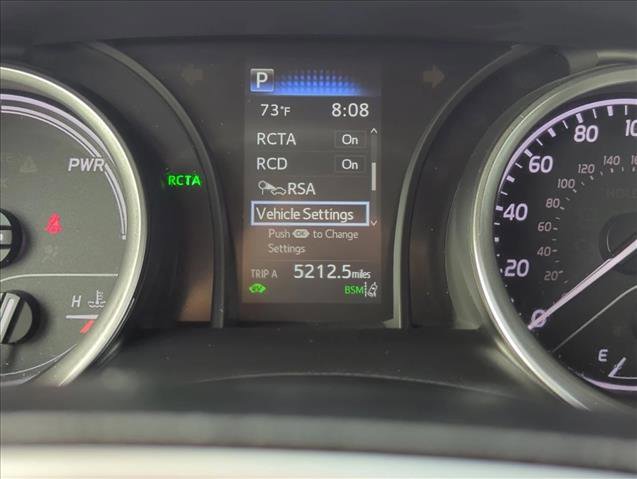 P
73°F 8:08
RCTA On
RCD On
RSA
Vehicle Settings
Push OK to Change
Settings
TRIP A 5212.5 miles
BSM
PWR
RCTA
H
80
60
40
20
0
140
120
100
80
60
40
20
E